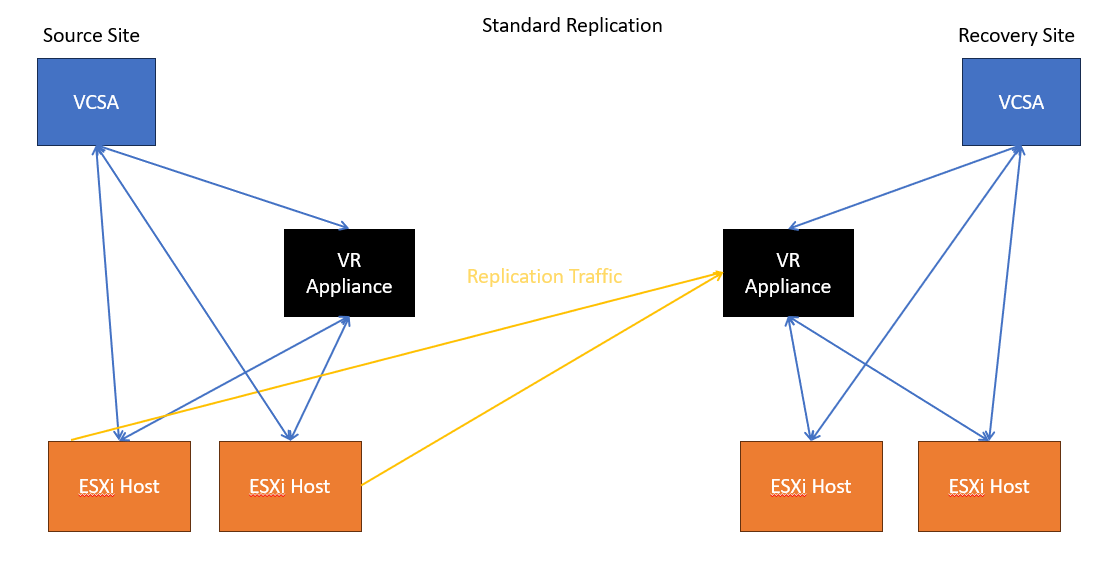 Standard Replication
Source Site
Recovery Site
VCSA
VCSA
VR
Appliance
Replication Traffic
VR
Appliance
ESXi Host
ESXi Host
ESXi Host
ESXi Host